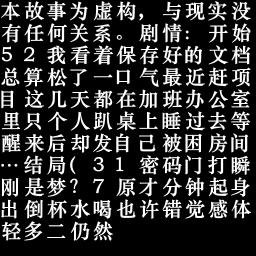 本故事为虚构，与现实没
有任何关系。剧情：开始
５２我看着保存好的文档
总算松了一口气最近赶项
目这几天都在加班办公室
里只个人趴桌上睡过去等
醒来后却发自己被困房间
…结局(３１密码门打瞬
刚是梦？７原才分钟起身
出倒杯水喝也许错觉感体
轻多二仍然